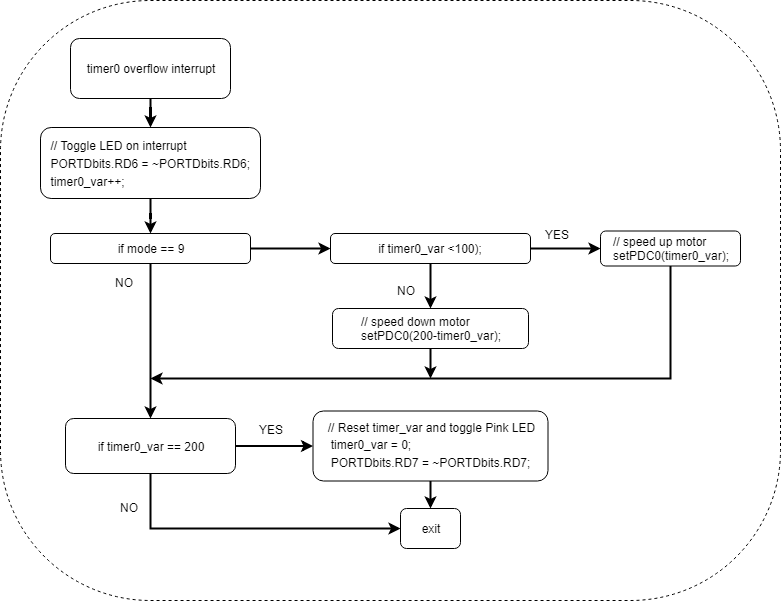 timer0 overflow interrupt
// Toggle LED on interrupt
PORTDbits.RD6 = ~PORTDbits.RD6;
timer0_var++;
if mode == 9
if timer0_var <100);
YES
// speed up motor
setPDC0(timer0_var);
NO
NO
// speed down motor
setPDC0(200-timer0_var);
if timer0_var == 200
YES
// Reset timer_var and toggle Pink LED
timer0_var = 0;
PORTDbits.RD7 = ~PORTDbits.RD7;
NO
exit